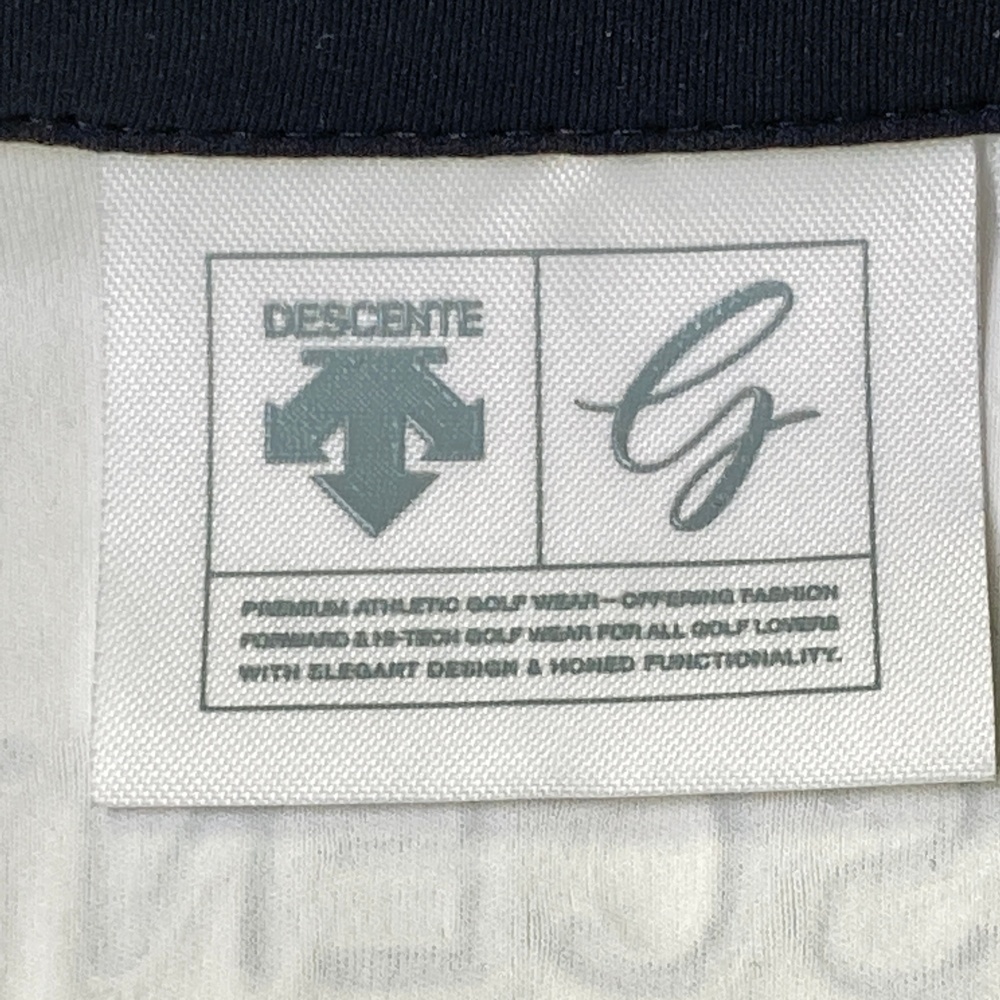 DESCENTE
G
PREMIUM ATHLETIC GOLF WEAR—OFFERING FASHION
FORWARD & HI-TECH GOLF WEAR FOR ALL GOLF LOVERS
WITH ELEGANT DESIGN & HONED FUNCTIONALITY.